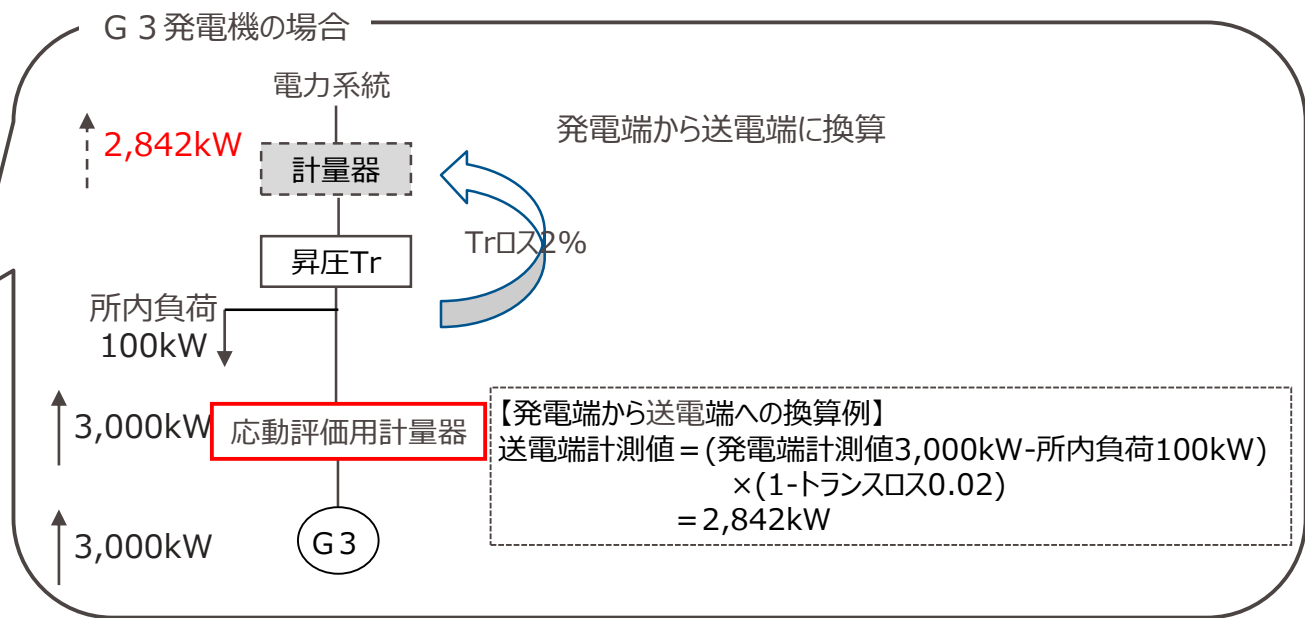 G3発電機の場合
電力系統
2,842kW
計量器
発電端から送電端に換算
Trロス2%
昇圧Tr
所内負荷
100kW
3,000kW
応動評価用計量器
【発電端から送電端への換算例】
送電端計測値=(発電端計測値3,000kW-所内負荷100kW)
×(1-トランスロス0.02)
=2,842kW
3,000kW
G3